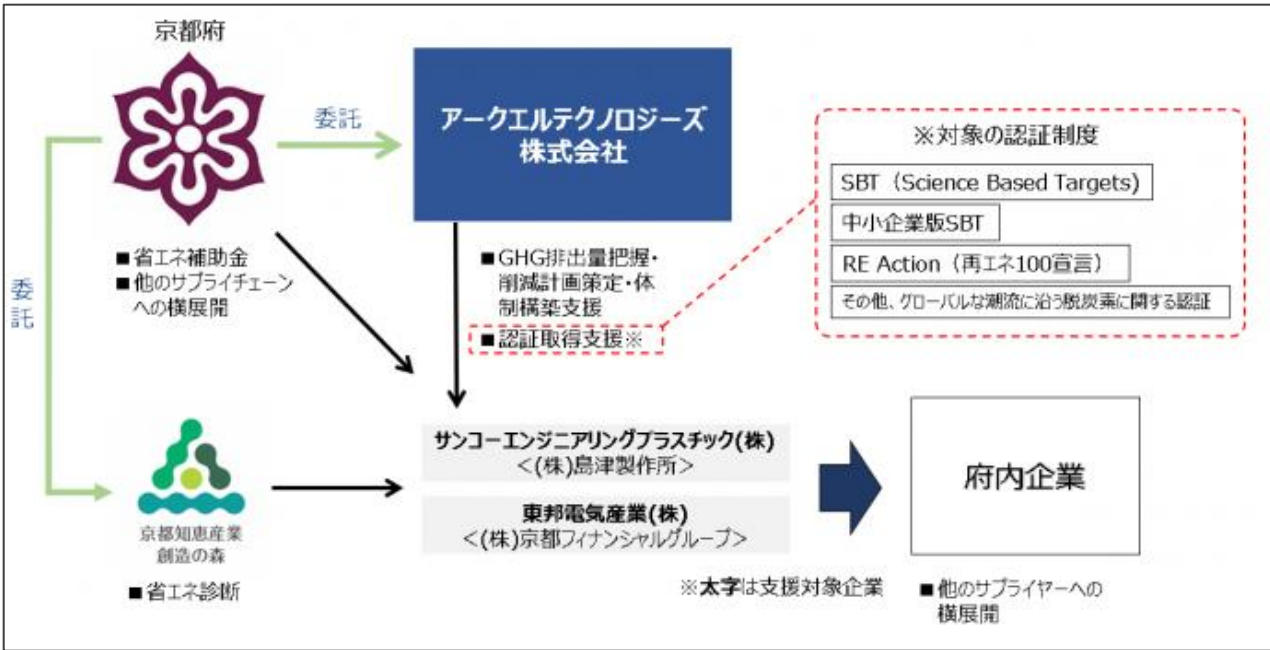 京都府
委託
アークエルテクノロジーズ
株式会社
※対象の認証制度
SBT（Science Based Targets)
中小企業版SBT
RE Action（再エネ100宣言）
その他、グローバルな潮流に沿う脱炭素に関する認証
■省エネ補助金
■他のサプライチェーン
への横展開
■GHG排出量把握・
削減計画策定・体
制構築支援
■認証取得支援※
委託
サンコーエンジニアリングプラスチック(株)
<(株)島津製作所>
東邦電気産業(株)
<(株)京都フィナンシャルグループ>
府内企業
京都知恵産業
創造の森
■省エネ診断
※太字は支援対象企業
■他のサプライヤーへの
横展開